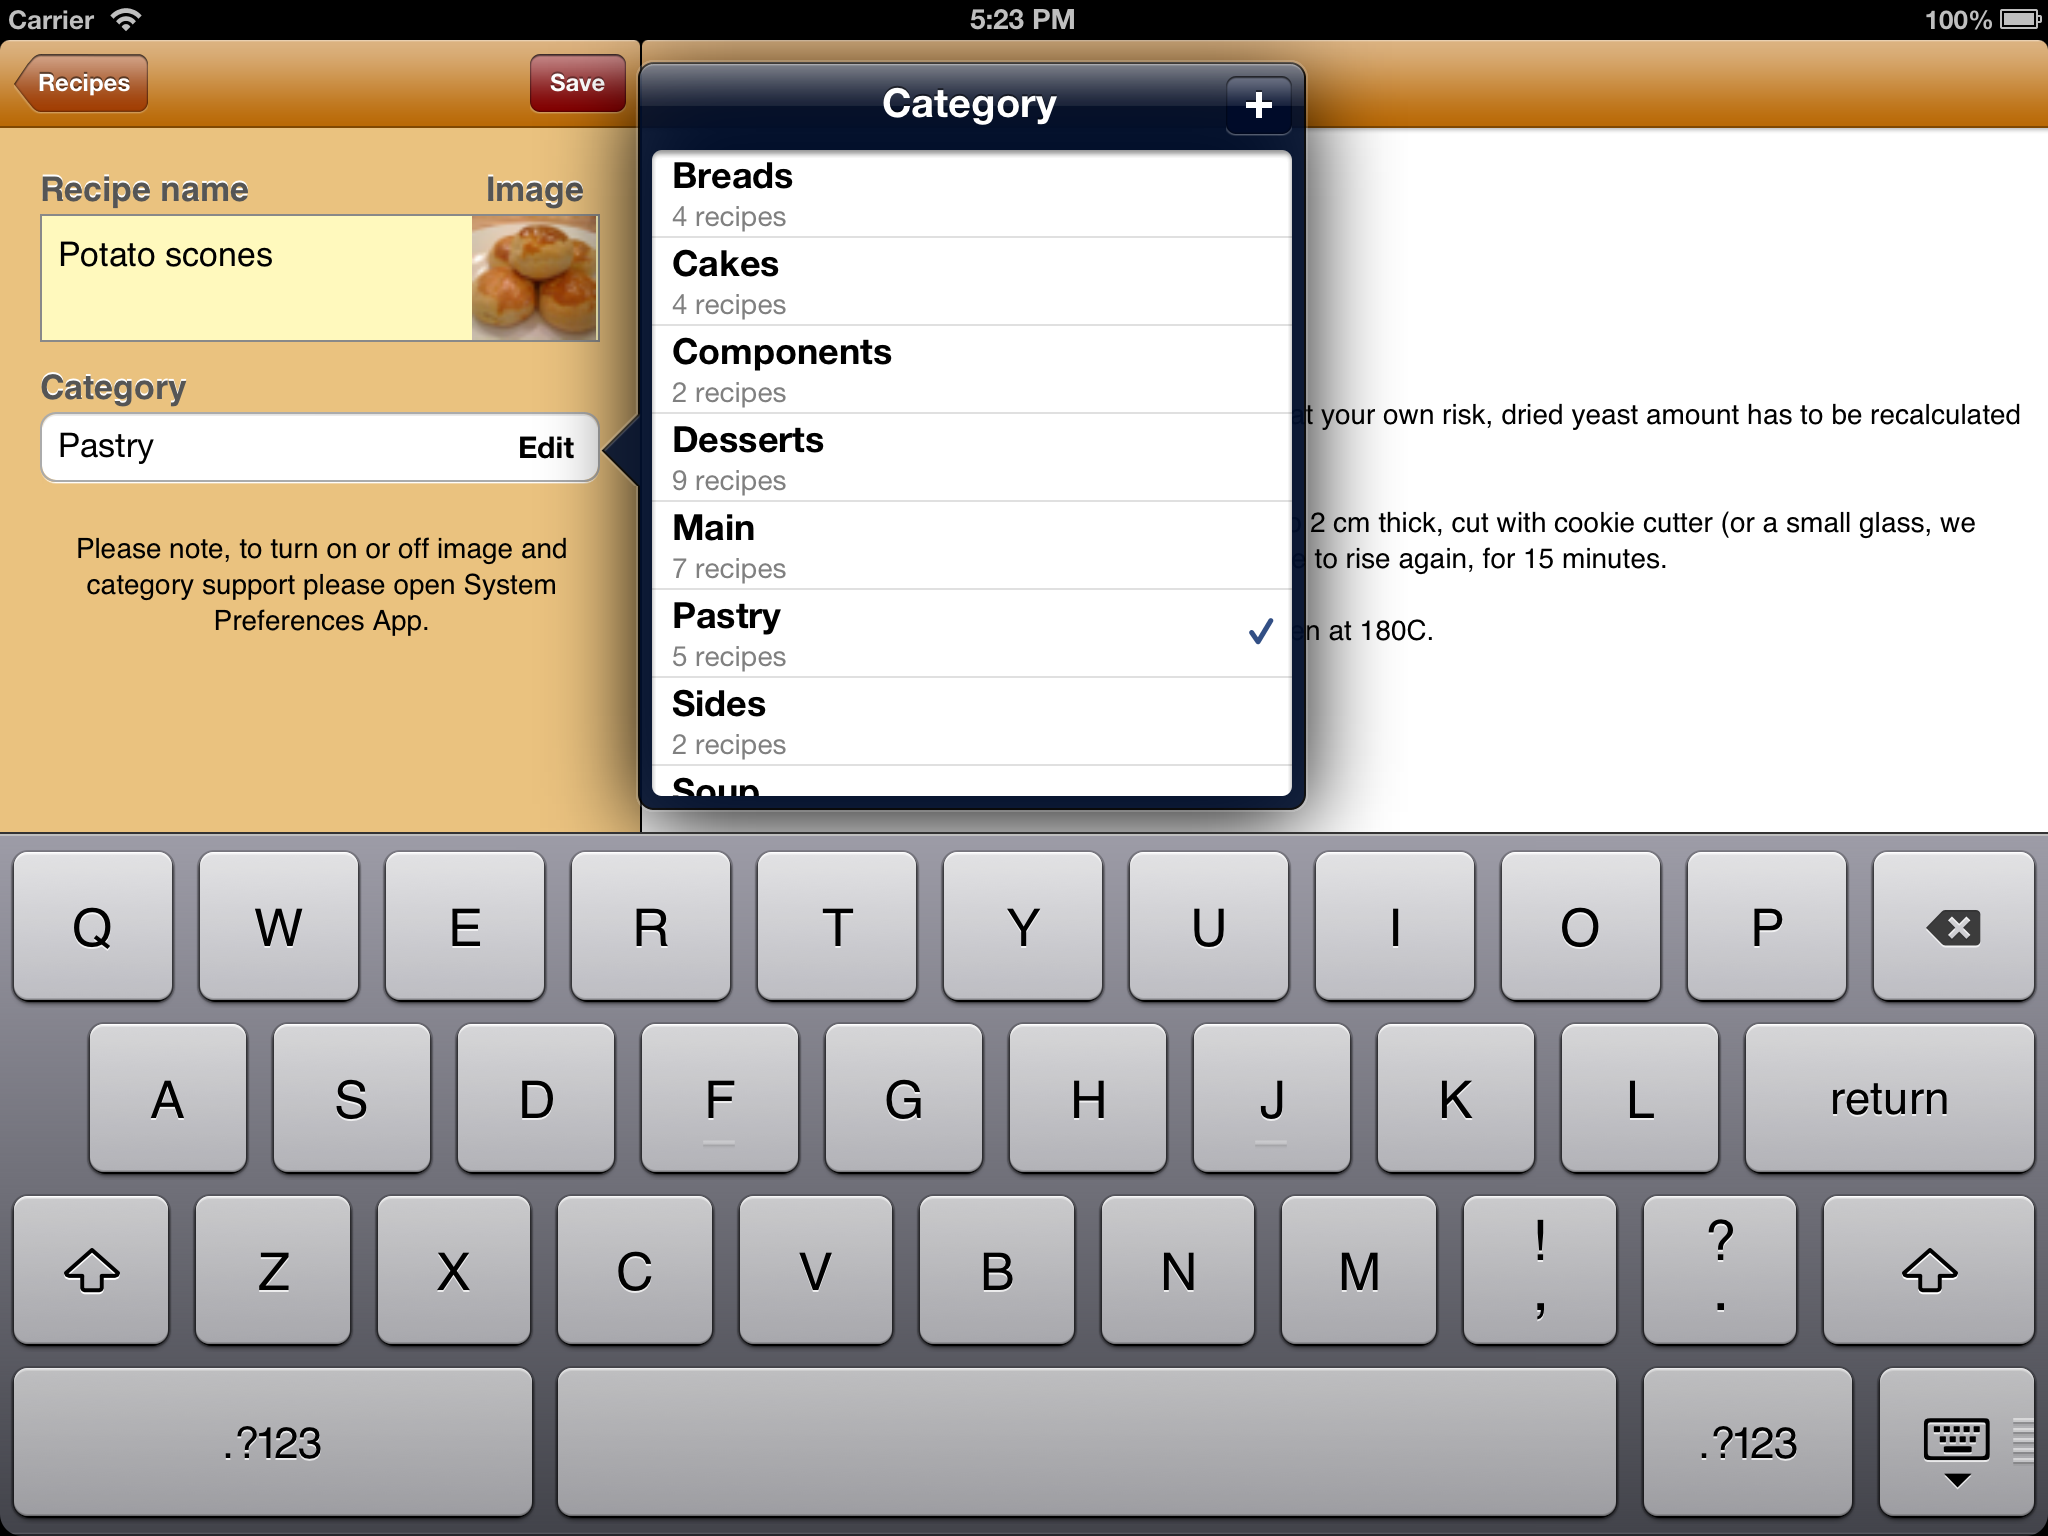 Carrier
5:23 PM
100%
Recipes
Save
Recipe name
Image
Potato scones
Category
Pastry
Edit
Please note, to turn on or off image and
category support please open System
Preferences App.
Category
+
Breads
4 recipes
Cakes
4 recipes
Components
2 recipes
Desserts
9 recipes
Main
7 recipes
Pastry
5 recipes
Sides
2 recipes
Soup
at your own risk, dried yeast amount has to be recalculated
2 cm thick, cut with cookie cutter (or a small glass, we
to rise again, for 15 minutes.
at 180C.
Q W E R T Y U I O P
A S D F G H J K L return
Z X C V B N M ! , ? .
.?123 .?123